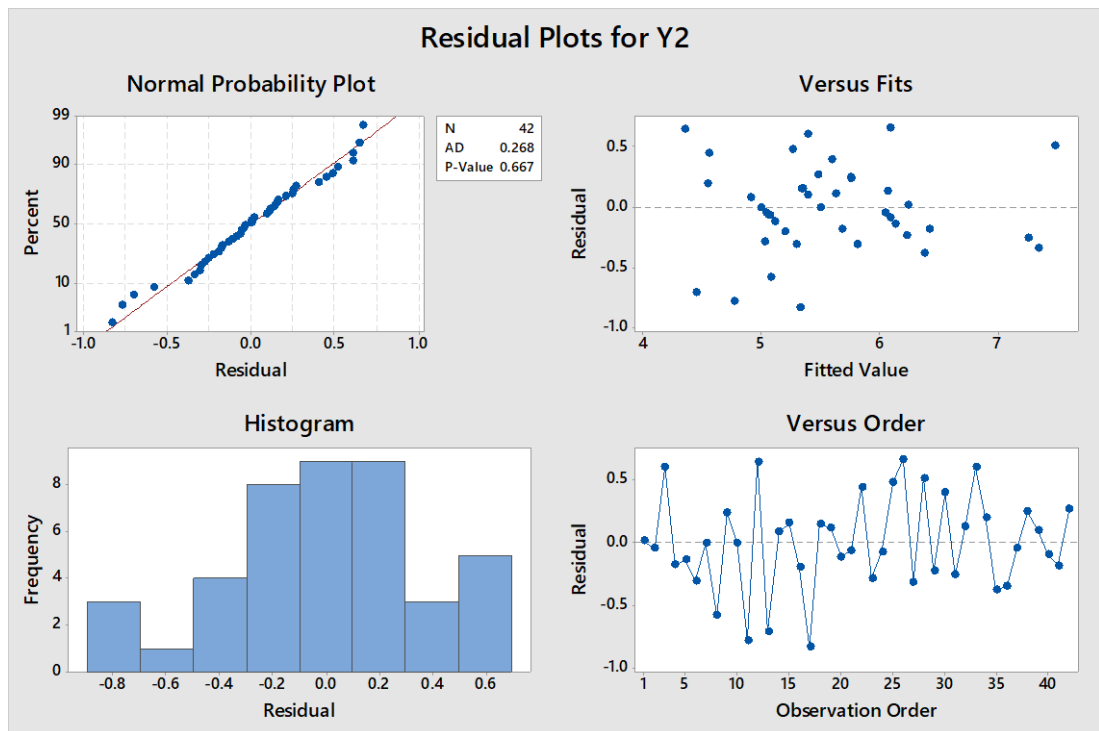 Residual Plots for Y2
Normal Probability Plot
99
90
50
10
1
Percent
-1.0 -0.5 0.0 0.5 1.0
Residual
N 42
AD 0.268
P-Value 0.667
Versus Fits
0.5
0.0
-0.5
-1.0
Residual
4 5 6 7
Fitted Value
Histogram
8
6
4
2
0
Frequency
-0.8 -0.6 -0.4 -0.2 0.0 0.2 0.4 0.6
Residual
Versus Order
0.5
0.0
-0.5
-1.0
Residual
1 5 10 15 20 25 30 35 40
Observation Order